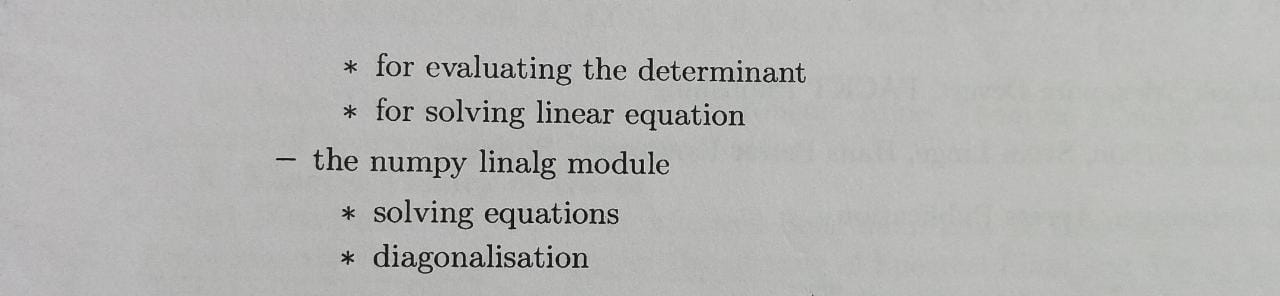 * for evaluating the determinant
* for solving linear equation
– the numpy linalg module
* solving equations
* diagonalisation